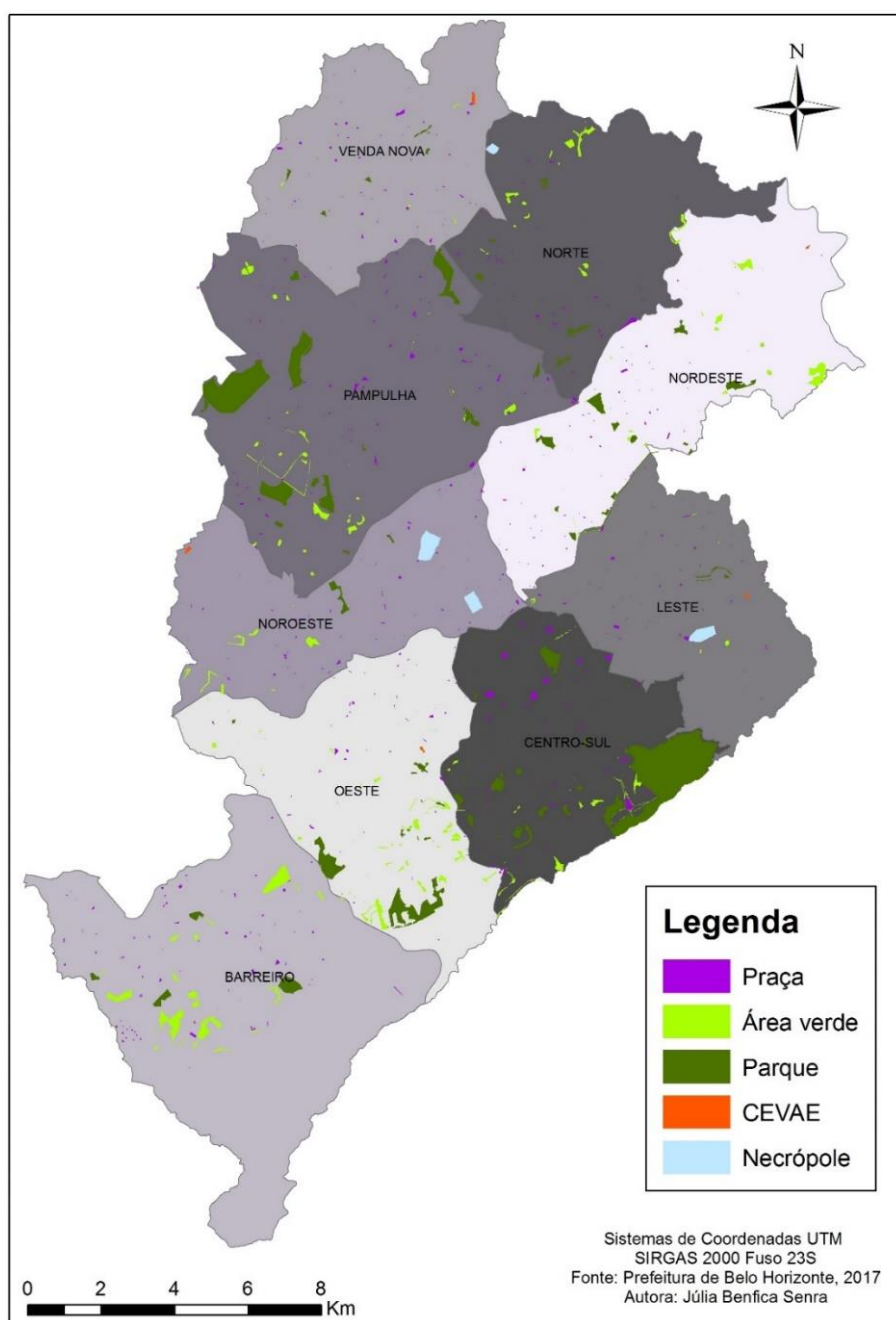 N
VENDA NOVA
NORTE
NORDESTE
PAMPULHA
NOROESTE
LESTE
CENTRO-SUL
OESTE
BARREIRO
Legenda
Praça
Área verde
Parque
CEVAE
Necrópole
Sistemas de Coordenadas UTM
SIRGAS 2000 Fuso 23S
Fonte: Prefeitura de Belo Horizonte, 2017
Autora: Júlia Benfica Senra
0 2 4 6 8
Km